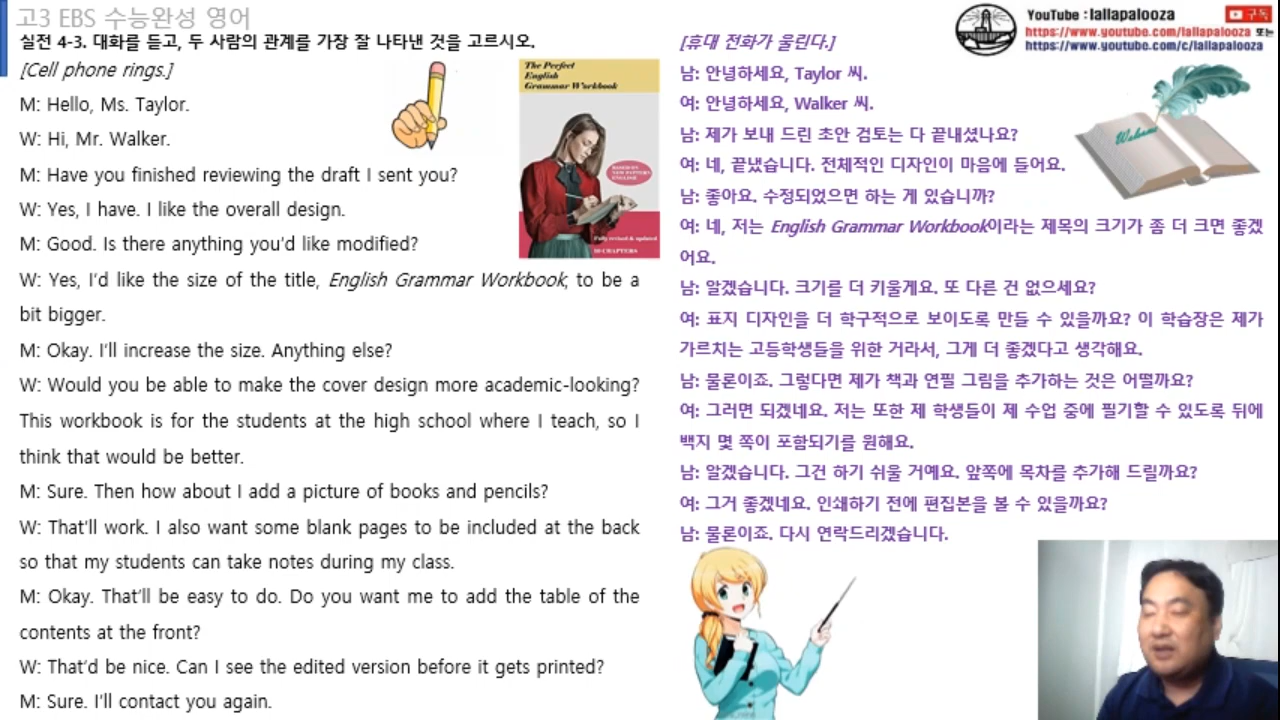 고3 EBS 수능완성 영어
실전 4-3. 대화를 듣고, 두 사람의 관계를 가장 잘 나타낸 것을 고르시오.
[Cell phone rings.]
M: Hello, Ms. Taylor.
W: Hi, Mr. Walker.
M: Have you finished reviewing the draft I sent you?
W: Yes, I have. I like the overall design.
M: Good. Is there anything you'd like modified?
W: Yes, I'd like the size of the title, English Grammar Workbook, to be a
bit bigger.
M: Okay. I'll increase the size. Anything else?
W: Would you be able to make the cover design more academic-looking?
This workbook is for the students at the high school where I teach, so I
think that would be better.
M: Sure. Then how about I add a picture of books and pencils?
W: That'll work. I also want some blank pages to be included at the back
so that my students can take notes during my class.
M: Okay. That'll be easy to do. Do you want me to add the table of the
contents at the front?
W: That'd be nice. Can I see the edited version before it gets printed?
M: Sure. I'll contact you again.
The Perfect
English
Grammar Workbook
BASED ON
NEW PATTERN
ENGLISH
Fully revised & updated
CHAPTERS
YouTube : lallapalooza
구독
https://www.youtube.com/lallapalooza 또는
https://www.youtube.com/c/lallapalooza
Welcome
[휴대 전화가 울린다.]
남: 안녕하세요, Taylor 씨.
여: 안녕하세요, Walker 씨.
남: 제가 보내 드린 초안 검토는 다 끝내셨나요?
여: 네, 끝냈습니다. 전체적인 디자인이 마음에 들어요.
남: 좋아요. 수정되었으면 하는 게 있습니까?
여: 네, 저는 English Grammar Workbook이라는 제목의 크기가 좀 더 크면 좋겠
어요.
남: 알겠습니다. 크기를 더 키울게요. 또 다른 건 없으세요?
여: 표지 디자인을 더 학구적으로 보이도록 만들 수 있을까요? 이 학습장은 제가
가르치는 고등학생들을 위한 거라서, 그게 더 좋겠다고 생각해요.
남: 물론이죠. 그렇다면 제가 책과 연필 그림을 추가하는 것은 어떨까요?
여: 그러면 되겠네요. 저는 또한 제 학생들이 제 수업 중에 필기할 수 있도록 뒤에
백지 몇 쪽이 포함되기를 원해요.
남: 알겠습니다. 그건 하기 쉬울 거예요. 앞쪽에 목차를 추가해 드릴까요?
여: 그거 좋겠네요. 인쇄하기 전에 편집본을 볼 수 있을까요?
남: 물론이죠. 다시 연락드리겠습니다.